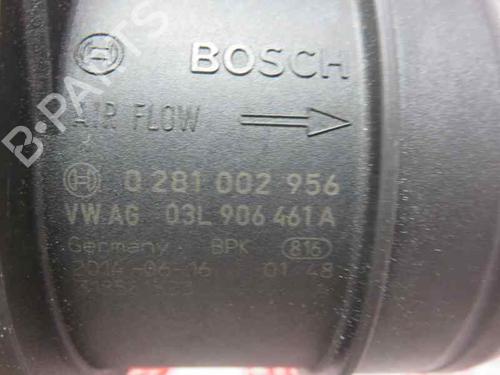 BOSCH
AIR FLOW
0 281 002 956
VW AG 03L 906 461 A
Germany BPK 816
2014-06-16 01 48
B-PARTS